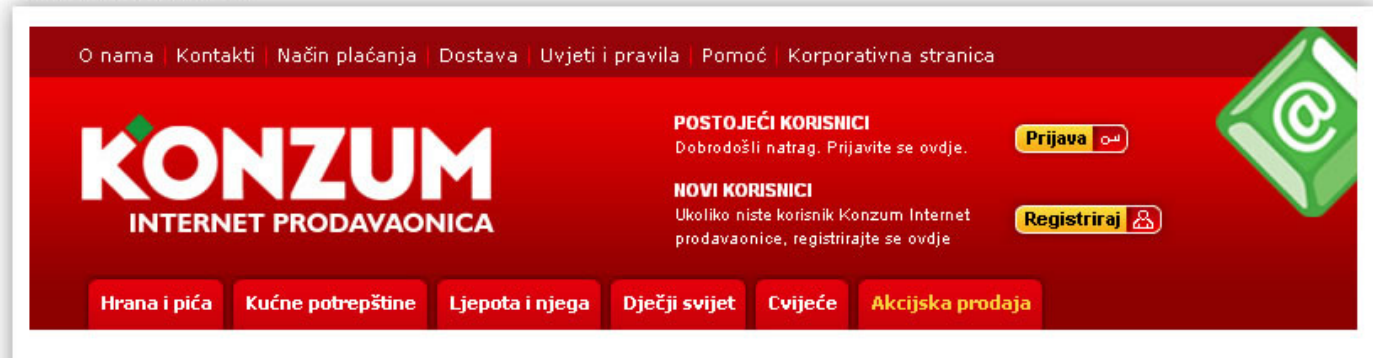 O nama | Kontakti | Način plaćanja | Dostava | Uvjeti i pravila | Pomoć | Korporativna stranica
KONZUM
INTERNET PRODAVAONICA
POSTOJEĆI KORISNICI
Dobrodošli natrag. Prijavite se ovdje.
Prijava
NOVI KORISNICI
Ukoliko niste korisnik Konzum Internet
prodavaonice, registrirajte se ovdje
Registriraj
@
Hrana i pića Kućne potrepštine Ljepota i njega Dječji svijet Cvijeće Akcijska prodaja